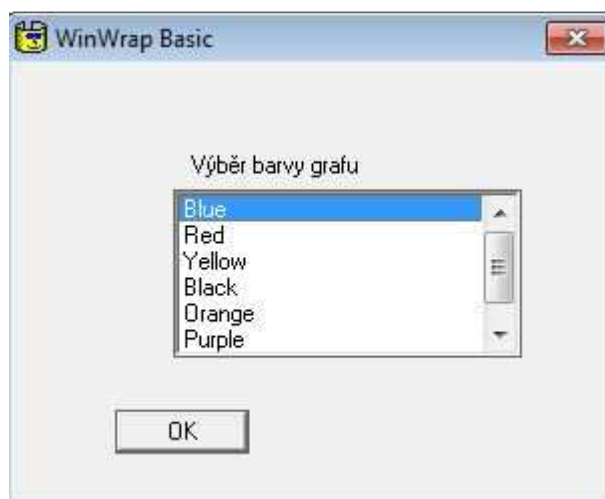 WinWrap Basic
Výběr barvy grafu
Blue
Red
Yellow
Black
Orange
Purple
OK